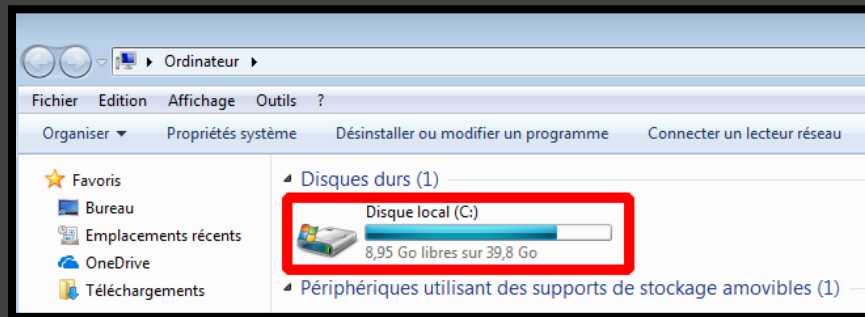 Ordinateur
Fichier Edition Affichage Outils ?
Organiser Propriétés système Désinstaller ou modifier un programme Connecter un lecteur réseau
Favoris
Bureau
Emplacements récents
OneDrive
Téléchargements
Disques durs (1)
Disque local (C:)
8,95 Go libres sur 39,8 Go
Périphériques utilisant des supports de stockage amovibles (1)